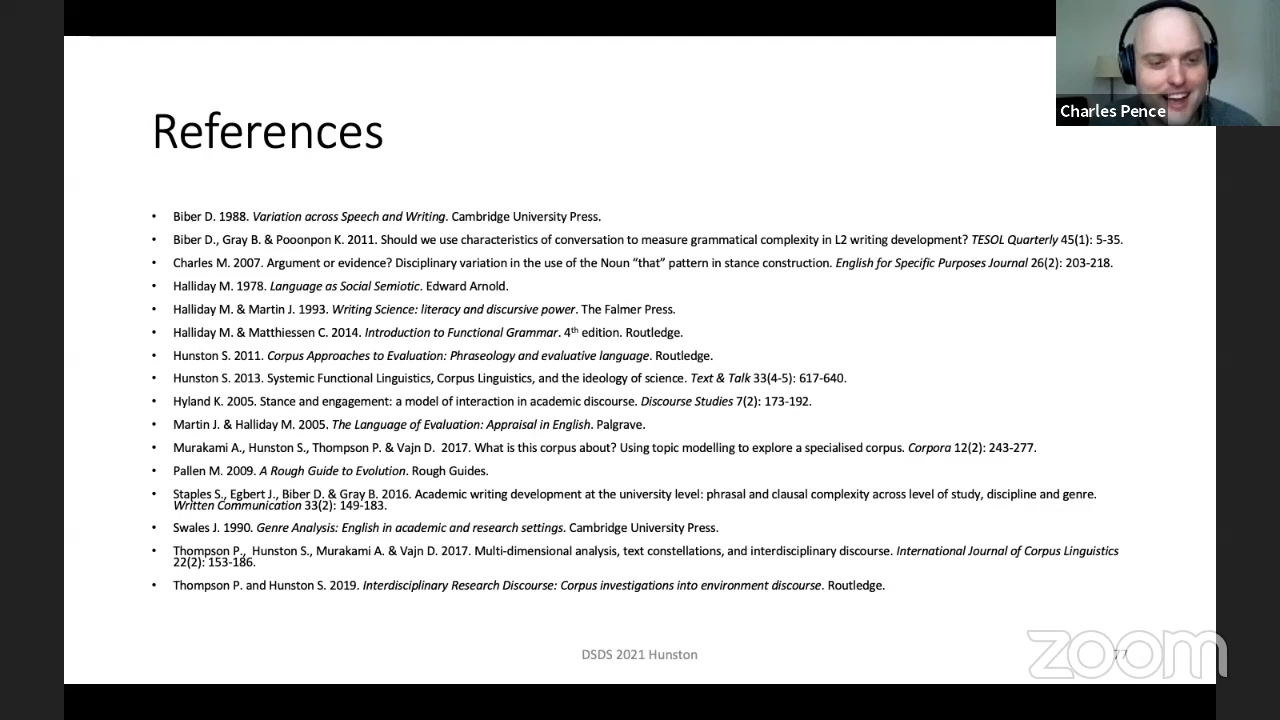 Charles Pence
References
• Biber D. 1988. Variation across Speech and Writing. Cambridge University Press.
• Biber D., Gray B. & Pooonpon K. 2011. Should we use characteristics of conversation to measure grammatical complexity in L2 writing development? TESOL Quarterly 45(1): 5-35.
• Charles M. 2007. Argument or evidence? Disciplinary variation in the use of the Noun “that” pattern in stance construction. English for Specific Purposes Journal 26(2): 203-218.
• Halliday M. 1978. Language as Social Semiotic. Edward Arnold.
• Halliday M. & Martin J. 1993. Writing Science: literacy and discursive power. The Falmer Press.
• Halliday M. & Matthiessen C. 2014. Introduction to Functional Grammar. 4th edition. Routledge.
• Hunston S. 2011. Corpus Approaches to Evaluation: Phraseology and evaluative language. Routledge.
• Hunston S. 2013. Systemic Functional Linguistics, Corpus Linguistics, and the ideology of science. Text & Talk 33(4-5): 617-640.
• Hyland K. 2005. Stance and engagement: a model of interaction in academic discourse. Discourse Studies 7(2): 173-192.
• Martin J. & Halliday M. 2005. The Language of Evaluation: Appraisal in English. Palgrave.
• Murakami A., Hunston S., Thompson P. & Vajn D. 2017. What is this corpus about? Using topic modelling to explore a specialised corpus. Corpora 12(2): 243-277.
• Pallen M. 2009. A Rough Guide to Evolution. Rough Guides.
• Staples S., Egbert J., Biber D. & Gray B. 2016. Academic writing development at the university level: phrasal and clausal complexity across level of study, discipline and genre.
Written Communication 33(2): 149-183.
• Swales J. 1990. Genre Analysis: English in academic and research settings. Cambridge University Press.
• Thompson P., Hunston S., Murakami A. & Vajn D. 2017. Multi-dimensional analysis, text constellations, and interdisciplinary discourse. International Journal of Corpus Linguistics
22(2): 153-186.
• Thompson P. and Hunston S. 2019. Interdisciplinary Research Discourse: Corpus investigations into environment discourse. Routledge.
DSDS 2021 Hunston
77
zoom